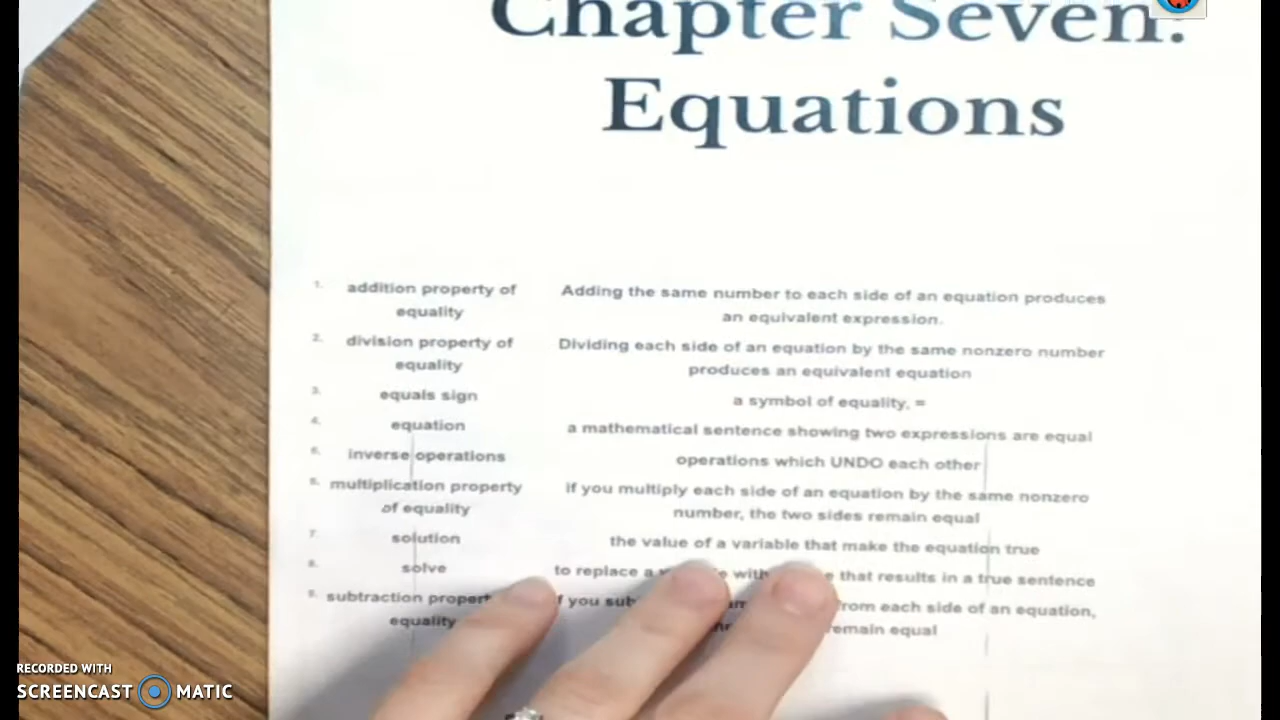 Chapter Seven:
Equations
1. addition property of equality
Adding the same number to each side of an equation produces
an equivalent expression.
2. division property of equality
Dividing each side of an equation by the same nonzero number
produces an equivalent equation
3. equals sign
a symbol of equality, =
4. equation
a mathematical sentence showing two expressions are equal
5. inverse operations
operations which UNDO each other
6. multiplication property of equality
if you multiply each side of an equation by the same nonzero
number, the two sides remain equal
7. solution
the value of a variable that make the equation true
8. solve
to replace a with that results in a true sentence
9. subtraction equality
you from each side of an equation,
remain equal
RECORDED WITH
SCREENCAST MATIC